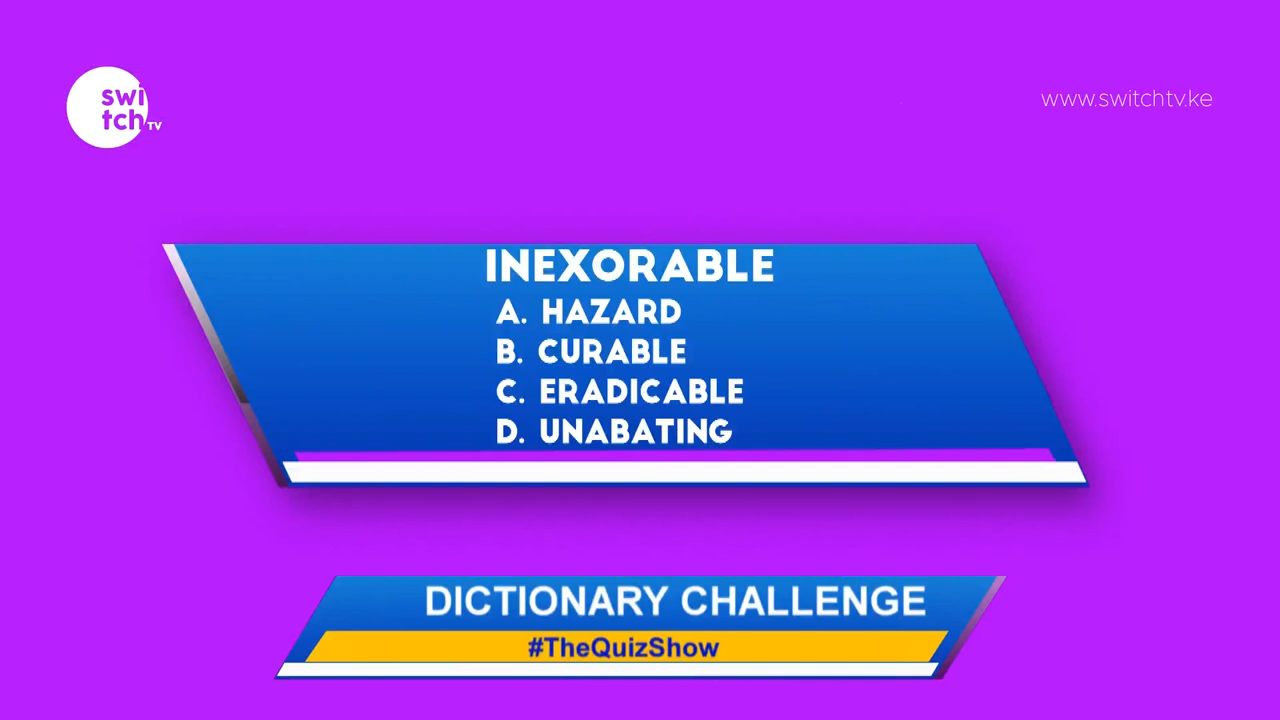 swi
tch TV
www.switchtv.ke
INEXORABLE
A. HAZARD
B. CURABLE
C. ERADICABLE
D. UNABATING
DICTIONARY CHALLENGE
#TheQuizShow